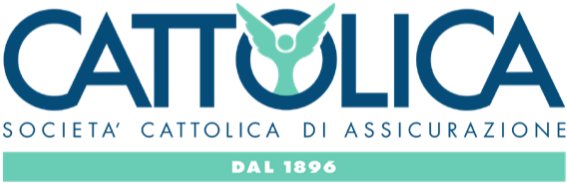 CATTOLICA
SOCIETA' CATTOLICA DI ASSICURAZIONE
DAL 1896